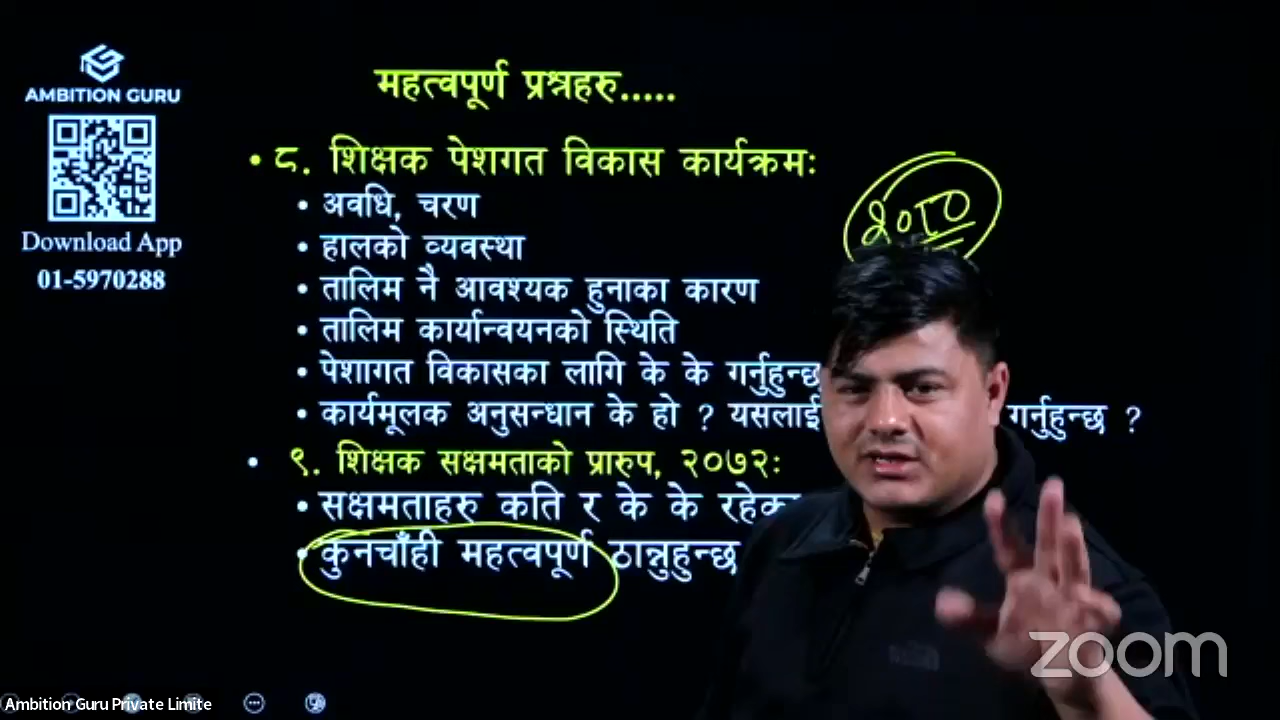 AMBITION GURU
Download App
01-5970288
महत्वपूर्ण प्रश्नहरु.....
• ८. शिक्षक पेशगत विकास कार्यक्रमः
• अवधि, चरण
• हालको व्यवस्था
• तालिम नै आवश्यक हुनाका कारण
• तालिम कार्यान्वयनको स्थिति
• पेशागत विकासका लागि के के गर्नुहुन्छ
• कार्यमूलक अनुसन्धान के हो ? यसलाई गर्नुहुन्छ ?
• ९. शिक्षक सक्षमताको प्रारुप, २०७२ः
• सक्षमताहरु कति र के के
• कुनचाँही महत्वपूर्ण ठान्नुहुन्छ
२०८०
zoom
Ambition Guru Private Limite